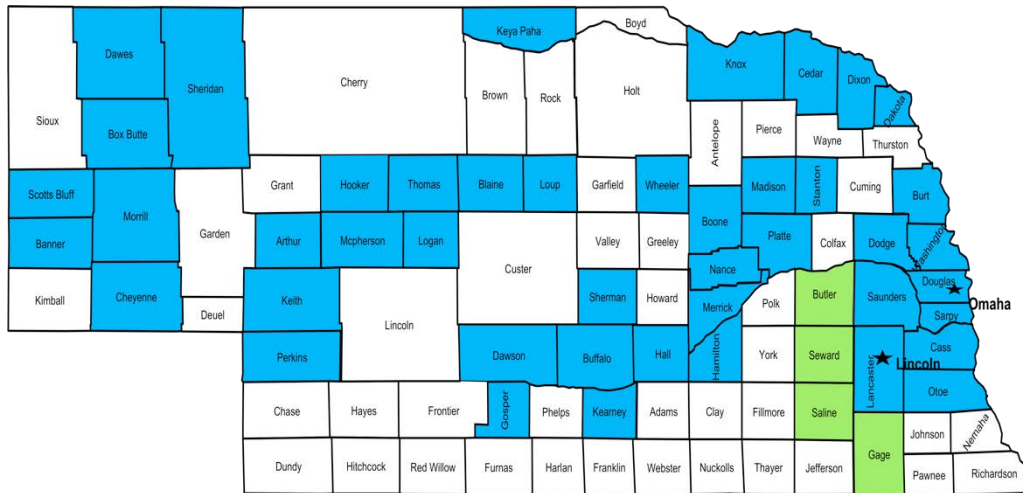 Boyd
Keya Paha
Dawes
Knox
Cedar
Dixon
Cherry
Sheridan
Brown
Rock
Holt
Dakota
Sioux
Box Butte
Antelope
Pierce
Wayne
Thurston
Grant
Hooker
Thomas
Blaine
Loup
Garfield
Wheeler
Madison
Stanton
Cuming
Scotts Bluff
Burt
Morrill
Garden
Boone
Banner
Arthur
Mcpherson
Logan
Valley
Greeley
Platte
Colfax
Dodge
Washington
Custer
Nance
Kimball
Cheyenne
Keith
Sherman
Howard
Merrick
Polk
Butler
Saunders
Douglas
Omaha
Deuel
Lincoln
Sarpy
Perkins
Dawson
Buffalo
Hall
Hamilton
York
Seward
Lancaster
Lincoln
Cass
Otoe
Chase
Hayes
Frontier
Gosper
Phelps
Kearney
Adams
Clay
Fillmore
Saline
Gage
Johnson
Nemaha
Dundy
Hitchcock
Red Willow
Furnas
Harlan
Franklin
Webster
Nuckolls
Thayer
Jefferson
Pawnee
Richardson